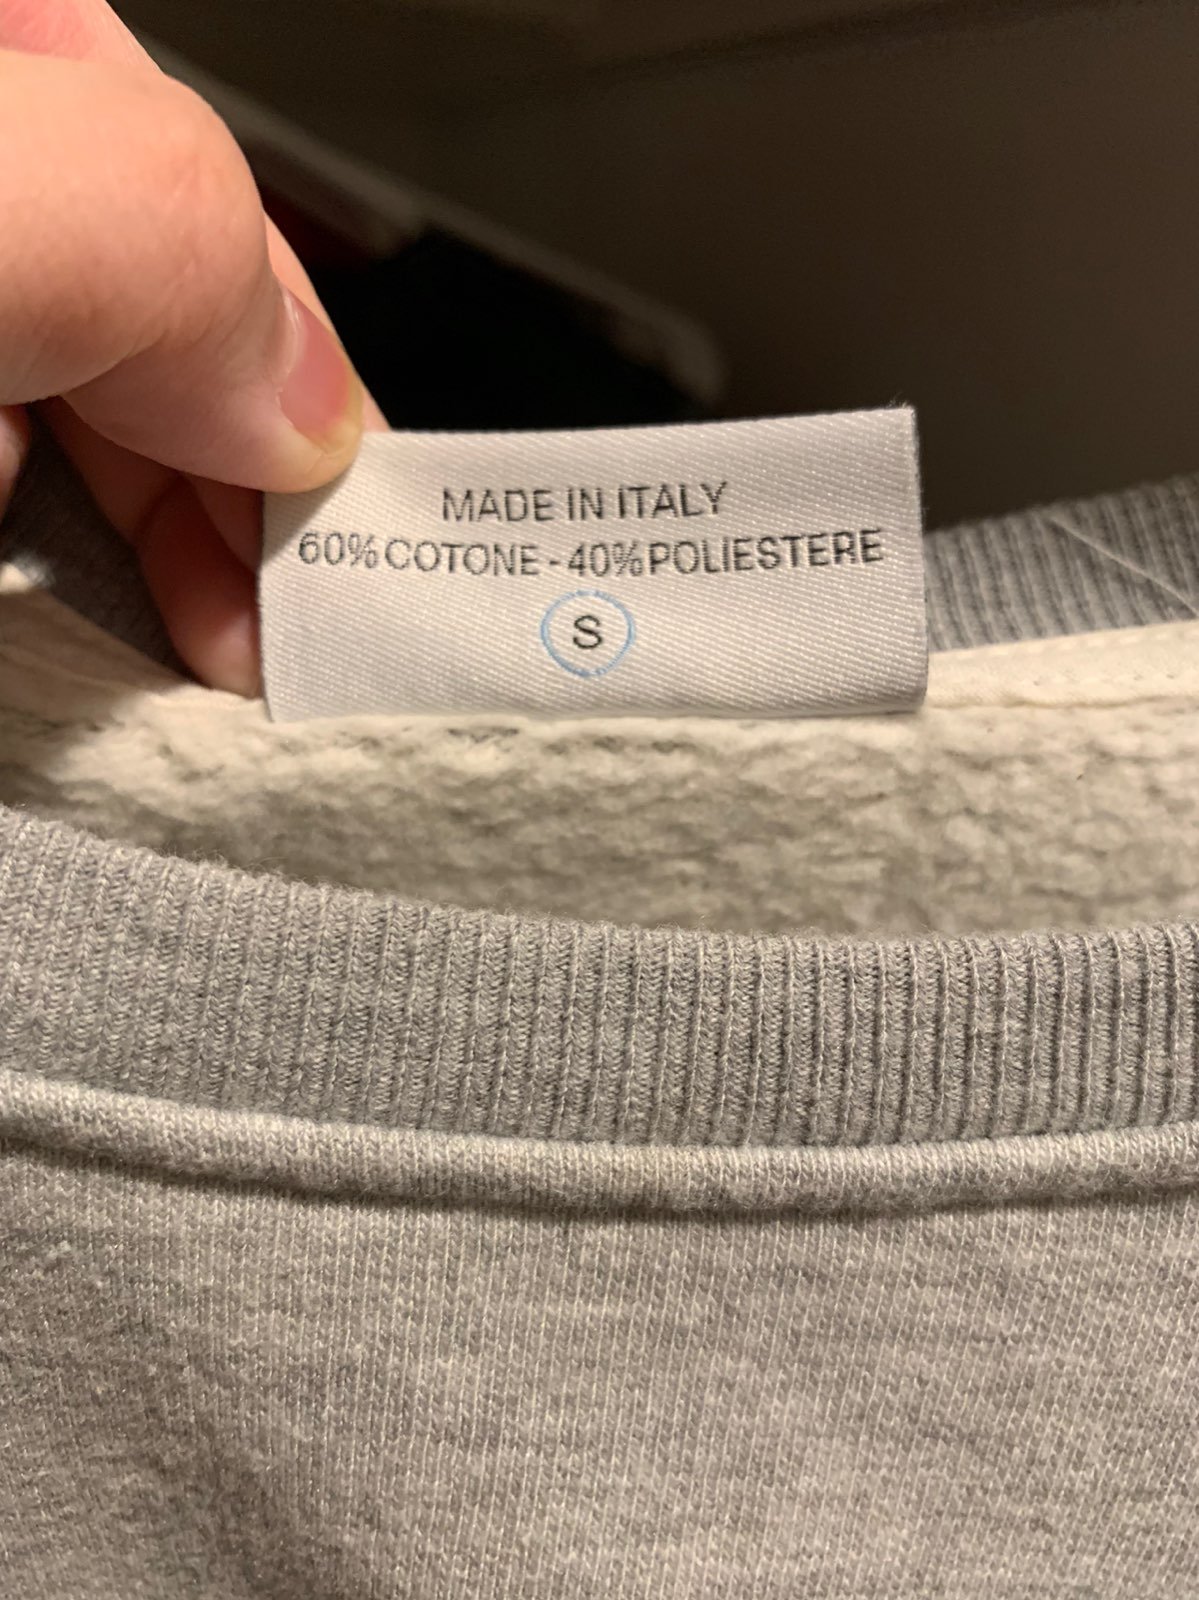 MADE IN ITALY
60% COTONE - 40% POLIESTERE
S